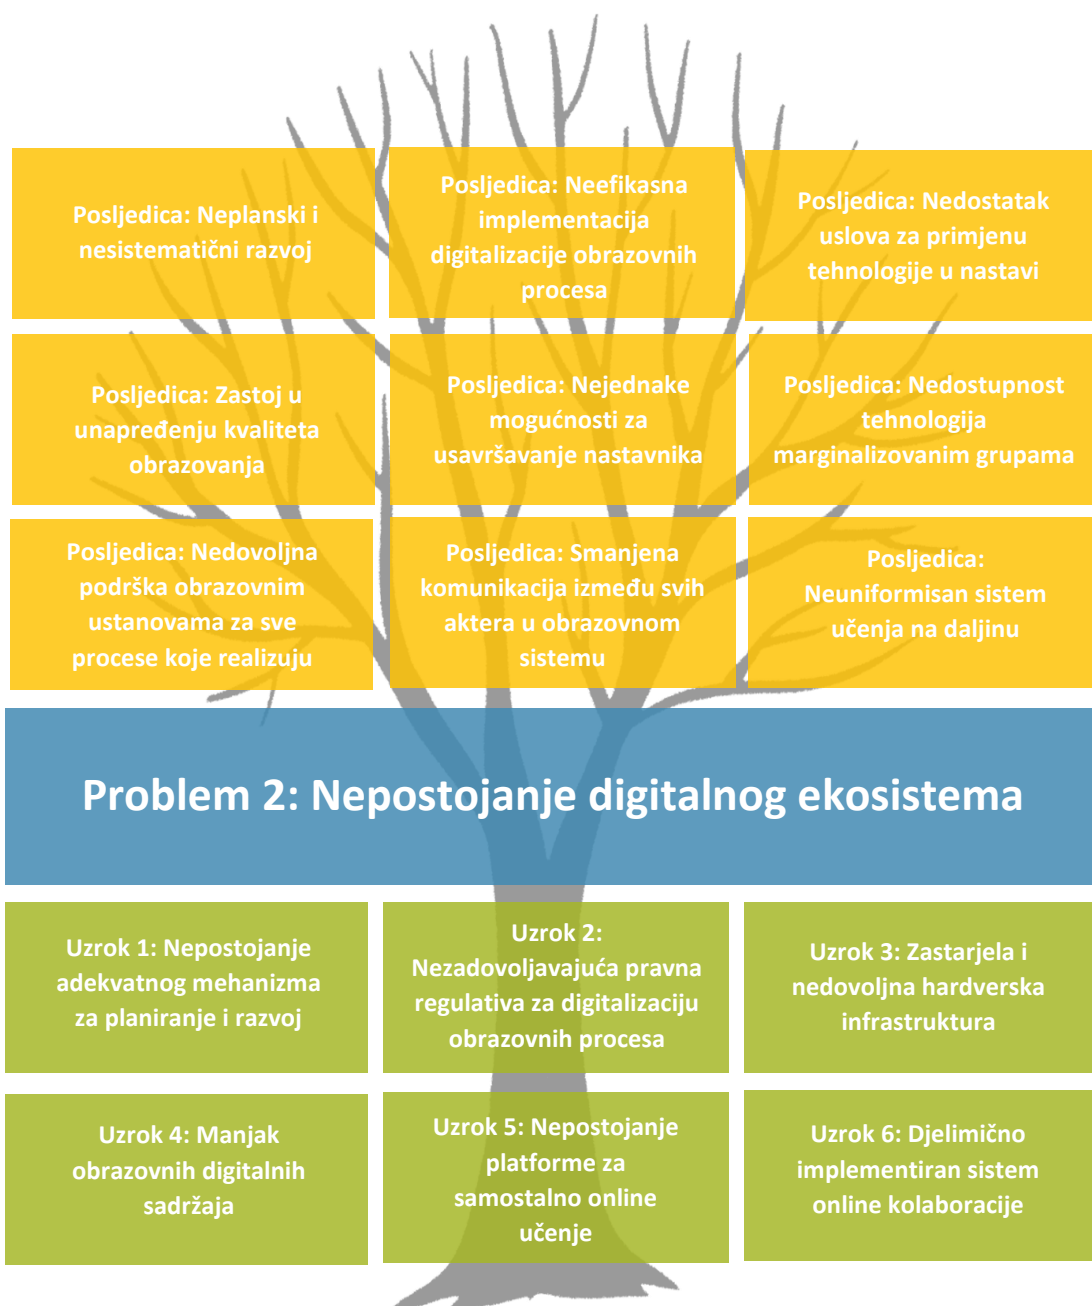 Posljedica: Neplanski i
nesistematični razvoj
Posljedica: Neefikasna
implementacija
digitalizacije obrazovnih
procesa
Posljedica: Nedostatak
uslova za primjenu
tehnologije u nastavi
Posljedica: Zastoj u
unapređenju kvaliteta
obrazovanja
Posljedica: Nejednake
mogućnosti za
usavršavanje nastavnika
Posljedica: Nedostupnost
tehnologija
marginalizovanim grupama
Posljedica: Nedovoljna
podrška obrazovnim
ustanovama za sve
procese koje realizuju
Posljedica: Smanjena
komunikacija između svih
aktera u obrazovnom
sistemu
Posljedica:
Neuniformisan sistem
učenja na daljinu
Problem 2: Nepostojanje digitalnog ekosistema
Uzrok 1: Nepostojanje
adekvatnog mehanizma
za planiranje i razvoj
Uzrok 2:
Nezadovoljavajuća pravna
regulativa za digitalizaciju
obrazovnih procesa
Uzrok 3: Zastarjela i
nedovoljna hardverska
infrastruktura
Uzrok 4: Manjak
obrazovnih digitalnih
sadržaja
Uzrok 5: Nepostojanje
platforme za
samostalno online
učenje
Uzrok 6: Djelimično
implementiran sistem
online kolaboracije